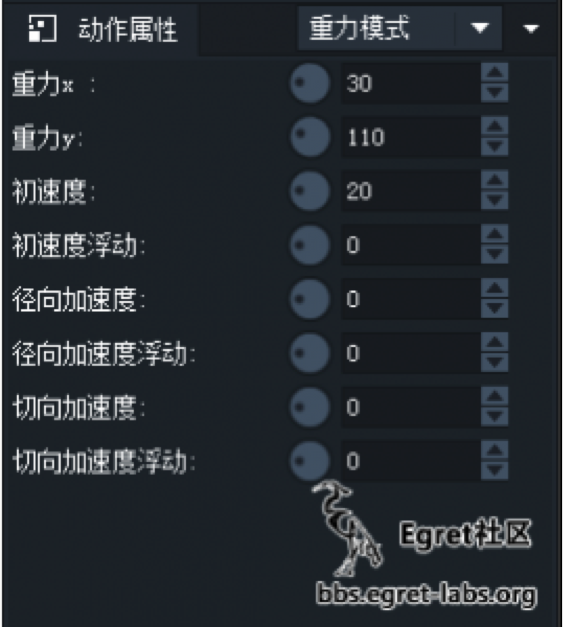 动作属性 重力模式
重力x : 30
重力y: 110
初速度: 20
初速度浮动: 0
径向加速度: 0
径向加速度浮动: 0
切向加速度: 0
切向加速度浮动: 0
Egret社区
bbs.egret-labs.org